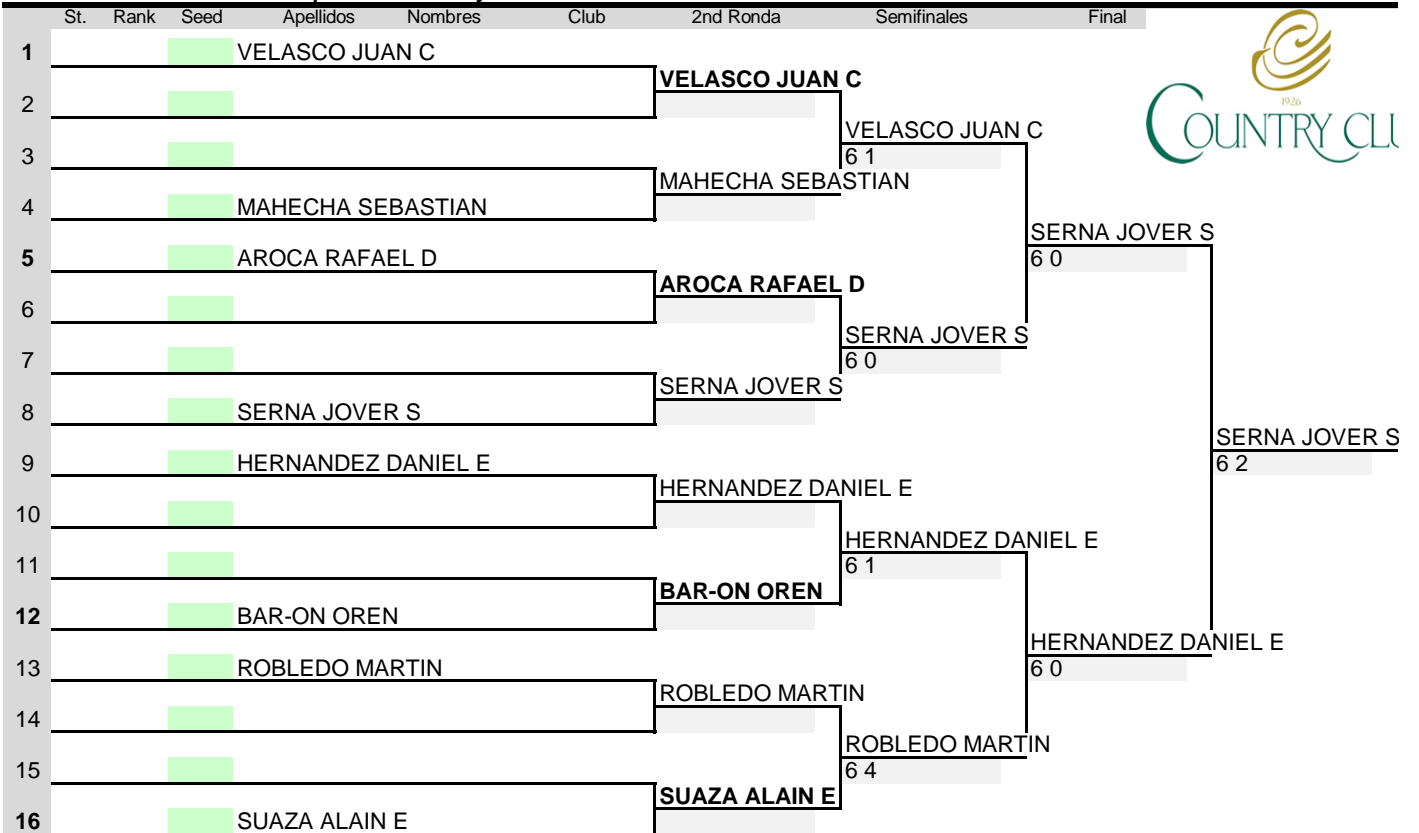 St. Rank Seed Apellidos Nombres Club 2nd Ronda Semifinales Final
1 VELASCO JUAN C
VELASCO JUAN C
2
VELASCO JUAN C
3 6 1
MAHECHA SEBASTIAN
4 MAHECHA SEBASTIAN
SERNA JOVER S
5 AROCA RAFAEL D 6 0
AROCA RAFAEL D
6
SERNA JOVER S
7 6 0
SERNA JOVER S
8 SERNA JOVER S
SERNA JOVER S
9 HERNANDEZ DANIEL E 6 2
HERNANDEZ DANIEL E
10
HERNANDEZ DANIEL E
11 6 1
BAR-ON OREN
12 BAR-ON OREN
HERNANDEZ DANIEL E
13 ROBLEDO MARTIN 6 0
ROBLEDO MARTIN
14
ROBLEDO MARTIN
15 6 4
SUAZA ALAIN E
16 SUAZA ALAIN E
1926
COUNTRY CLU